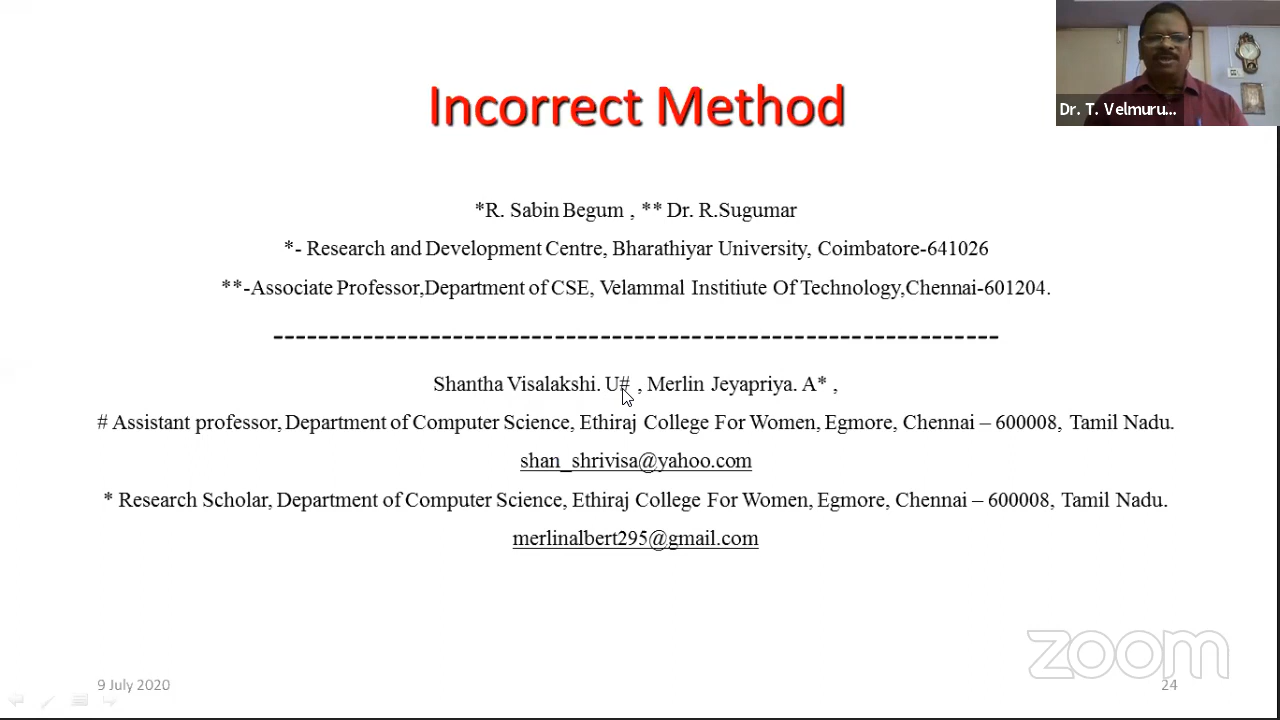 Incorrect Method
Dr. T. Velmuru...
*R. Sabin Begum , ** Dr. R.Sugumar
*- Research and Development Centre, Bharathiyar University, Coimbatore-641026
**-Associate Professor,Department of CSE, Velammal Institiute Of Technology,Chennai-601204.
-----------------------------------------------------------------
Shantha Visalakshi. U# , Merlin Jeyapriya. A* ,
# Assistant professor, Department of Computer Science, Ethiraj College For Women, Egmore, Chennai – 600008, Tamil Nadu.
shan_shrivisa@yahoo.com
* Research Scholar, Department of Computer Science, Ethiraj College For Women, Egmore, Chennai – 600008, Tamil Nadu.
merlinalbert295@gmail.com
zoom
9 July 2020
24